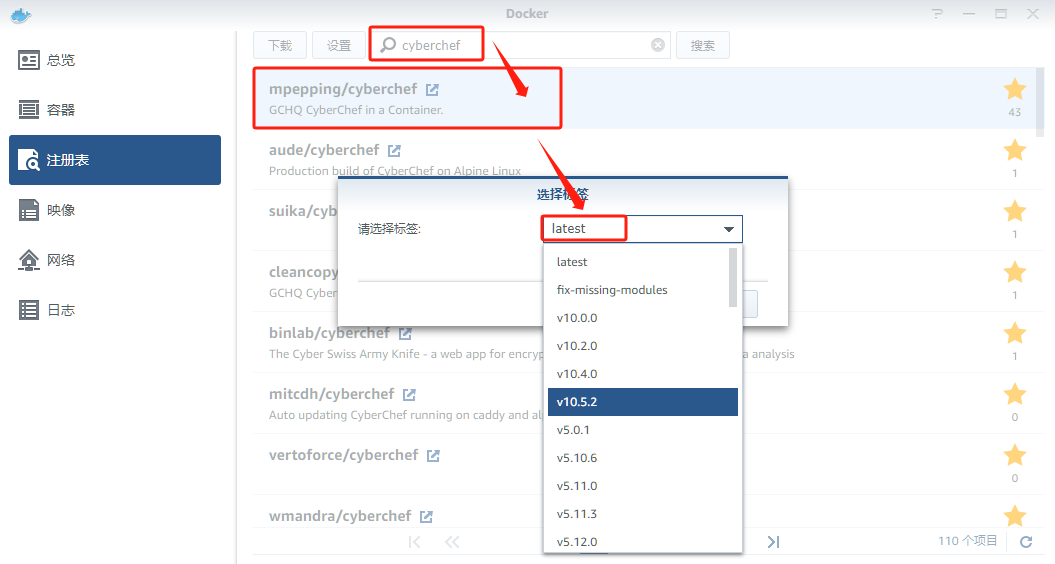 Docker
总览
容器
注册表
映像
网络
日志
下载
设置
cyberchef
搜索
mpepping/cyberchef
GCHQ CyberChef in a Container.
43
aude/cyberchef
Production build of CyberChef on Alpine Linux
1
suika/cyb
1
cleancopy
GCHQ Cyber
1
binlab/cyberchef
The Cyber Swiss Army Knife - a web app for encryp
a analysis
1
mitcdh/cyberchef
Auto updating CyberChef running on caddy and al
0
vertoforce/cyberchef
0
wmandra/cyberchef
110 个项目
选择标签
请选择标签:
latest
latest
fix-missing-modules
v10.0.0
v10.2.0
v10.4.0
v10.5.2
v5.0.1
v5.10.6
v5.11.0
v5.11.3
v5.12.0